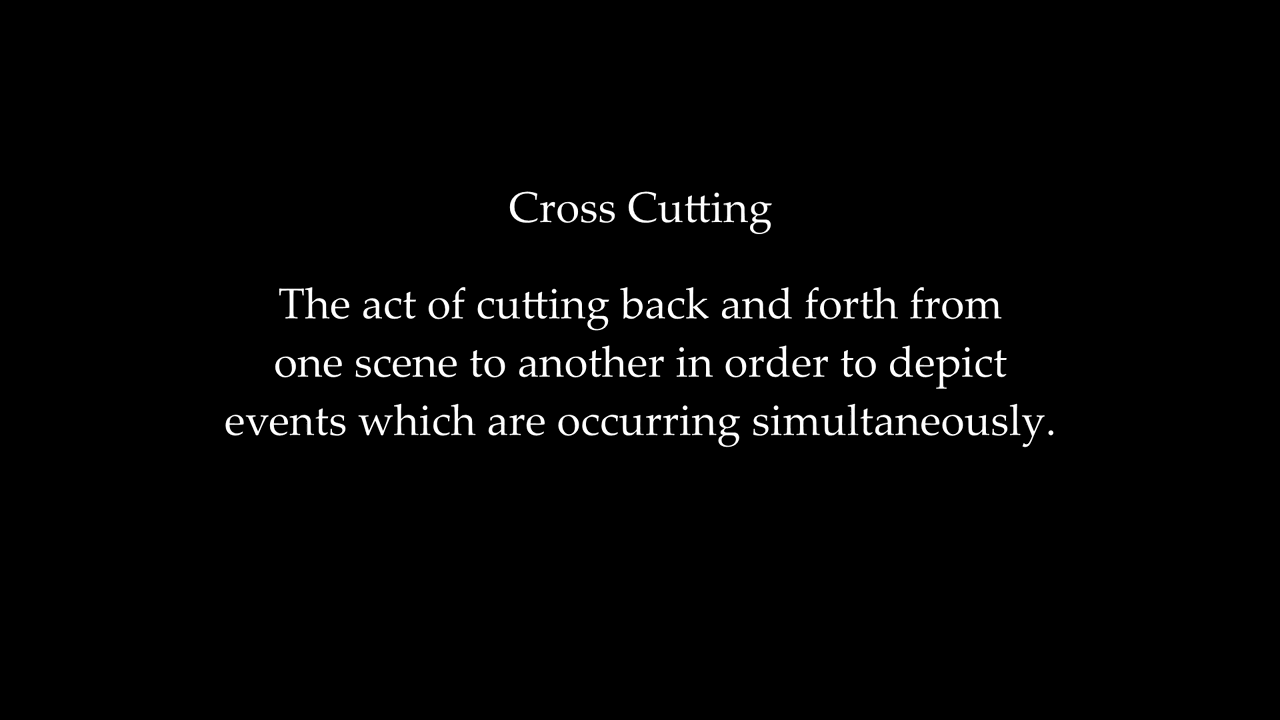 Cross Cutting
The act of cutting back and forth from
one scene to another in order to depict
events which are occurring simultaneously.